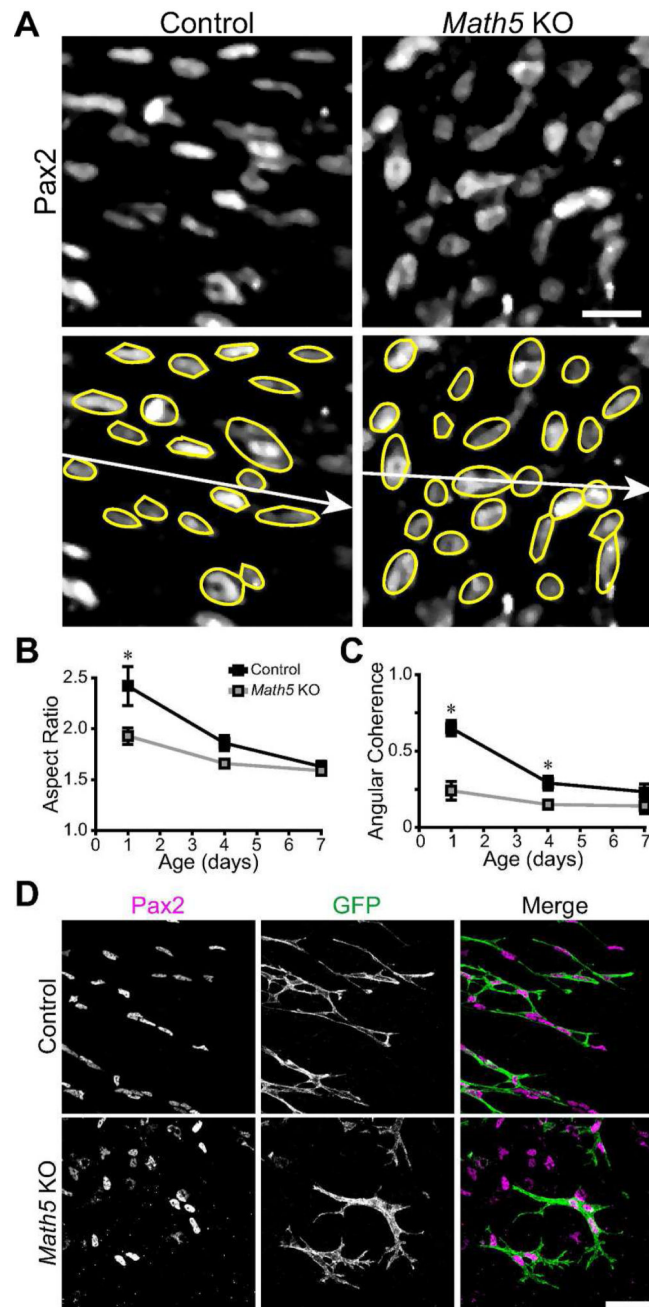 A
Control
Math5 KO
Pax2
B
*
2.5
2.0
1.5
1.0
Aspect Ratio
0 1 2 3 4 5 6 7
Age (days)
Control
Math5 KO
C
1.0
0.5
0
*
*
Angular Coherence
0 1 2 3 4 5 6 7
Age (days)
D
Pax2
GFP
Merge
Control
Math5 KO